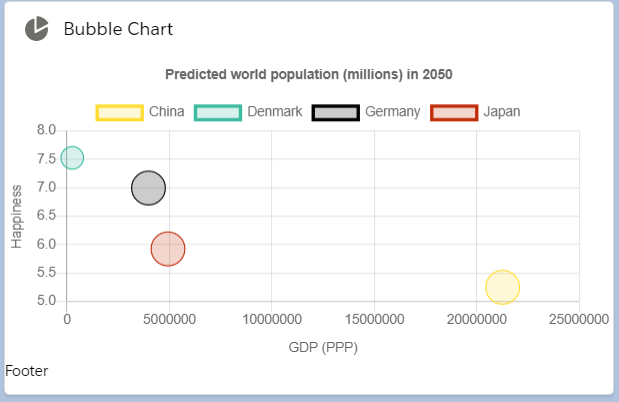 Bubble Chart
Predicted world population (millions) in 2050
China Denmark Germany Japan
8.0
7.5
7.0
6.5
6.0
5.5
5.0
Happiness
0 5000000 10000000 15000000 20000000 25000000
GDP (PPP)
Footer